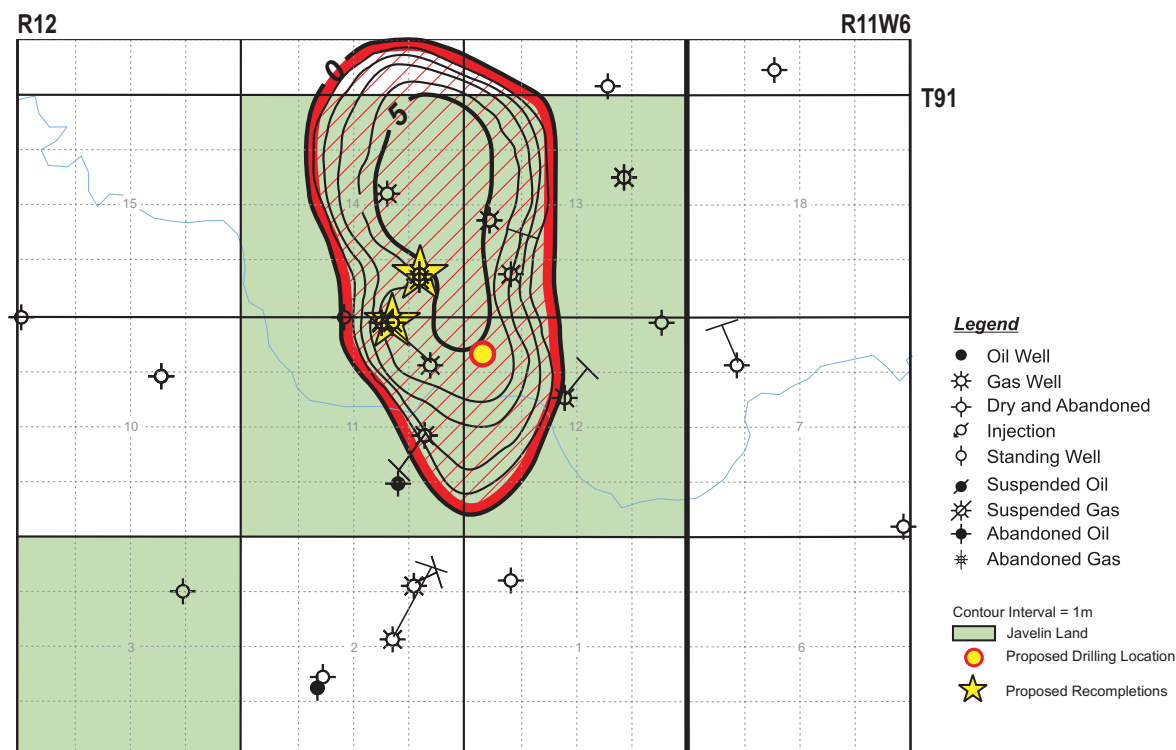 R12
R11W6
T91
0
5
15
14
13
18
10
11
12
7
3
2
1
6
Legend
Oil Well
Gas Well
Dry and Abandoned
Injection
Standing Well
Suspended Oil
Suspended Gas
Abandoned Oil
Abandoned Gas
Contour Interval = 1m
Javelin Land
Proposed Drilling Location
Proposed Recompletions